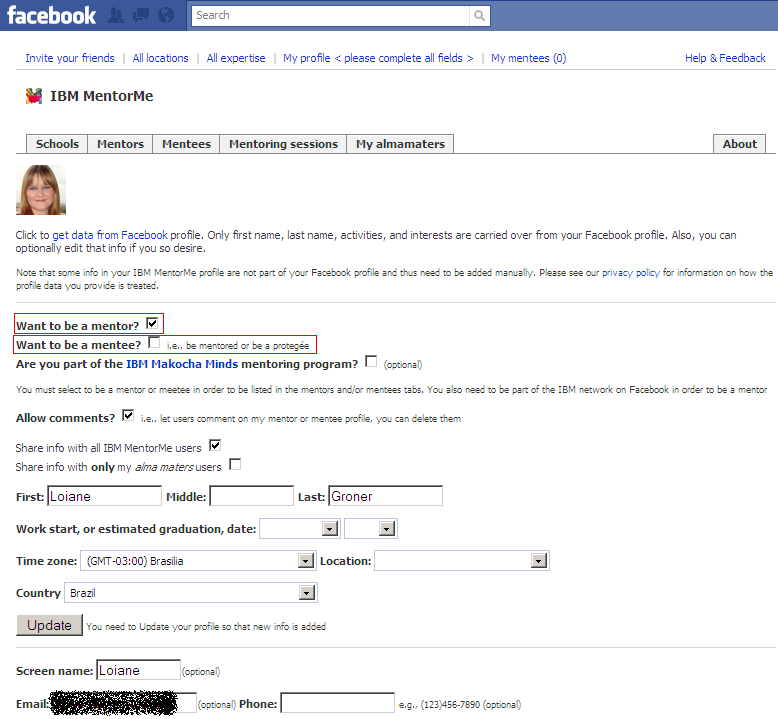 facebook Search
Invite your friends | All locations | All expertise | My profile < please complete all fields > | My mentees (0) Help & Feedback
IBM MentorMe
Schools Mentors Mentees Mentoring sessions My almamaters About
Click to get data from Facebook profile. Only first name, last name, activities, and interests are carried over from your Facebook profile. Also, you can
optionally edit that info if you so desire.
Note that some info in your IBM MentorMe profile are not part of your Facebook profile and thus need to be added manually. Please see our privacy policy for information on how the
profile data you provide is treated.
Want to be a mentor?
Want to be a mentee? i.e., be mentored or be a protegée
Are you part of the IBM Makocha Minds mentoring program? (optional)
You must select to be a mentor or meetee in order to be listed in the mentors and/or mentees tabs. You also need to be part of the IBM network on Facebook in order to be a mentor
Allow comments? i.e., let users comment on my mentor or mentee profile, you can delete them
Share info with all IBM MentorMe users
Share info with only my alma maters users
First: Loiane Middle: Last: Groner
Work start, or estimated graduation, date:
Time zone: (GMT-03:00) Brasilia Location:
Country Brazil
Update You need to Update your profile so that new info is added
Screen name: Loiane (optional)
Email: (optional) Phone: e.g., (123)456-7890 (optional)